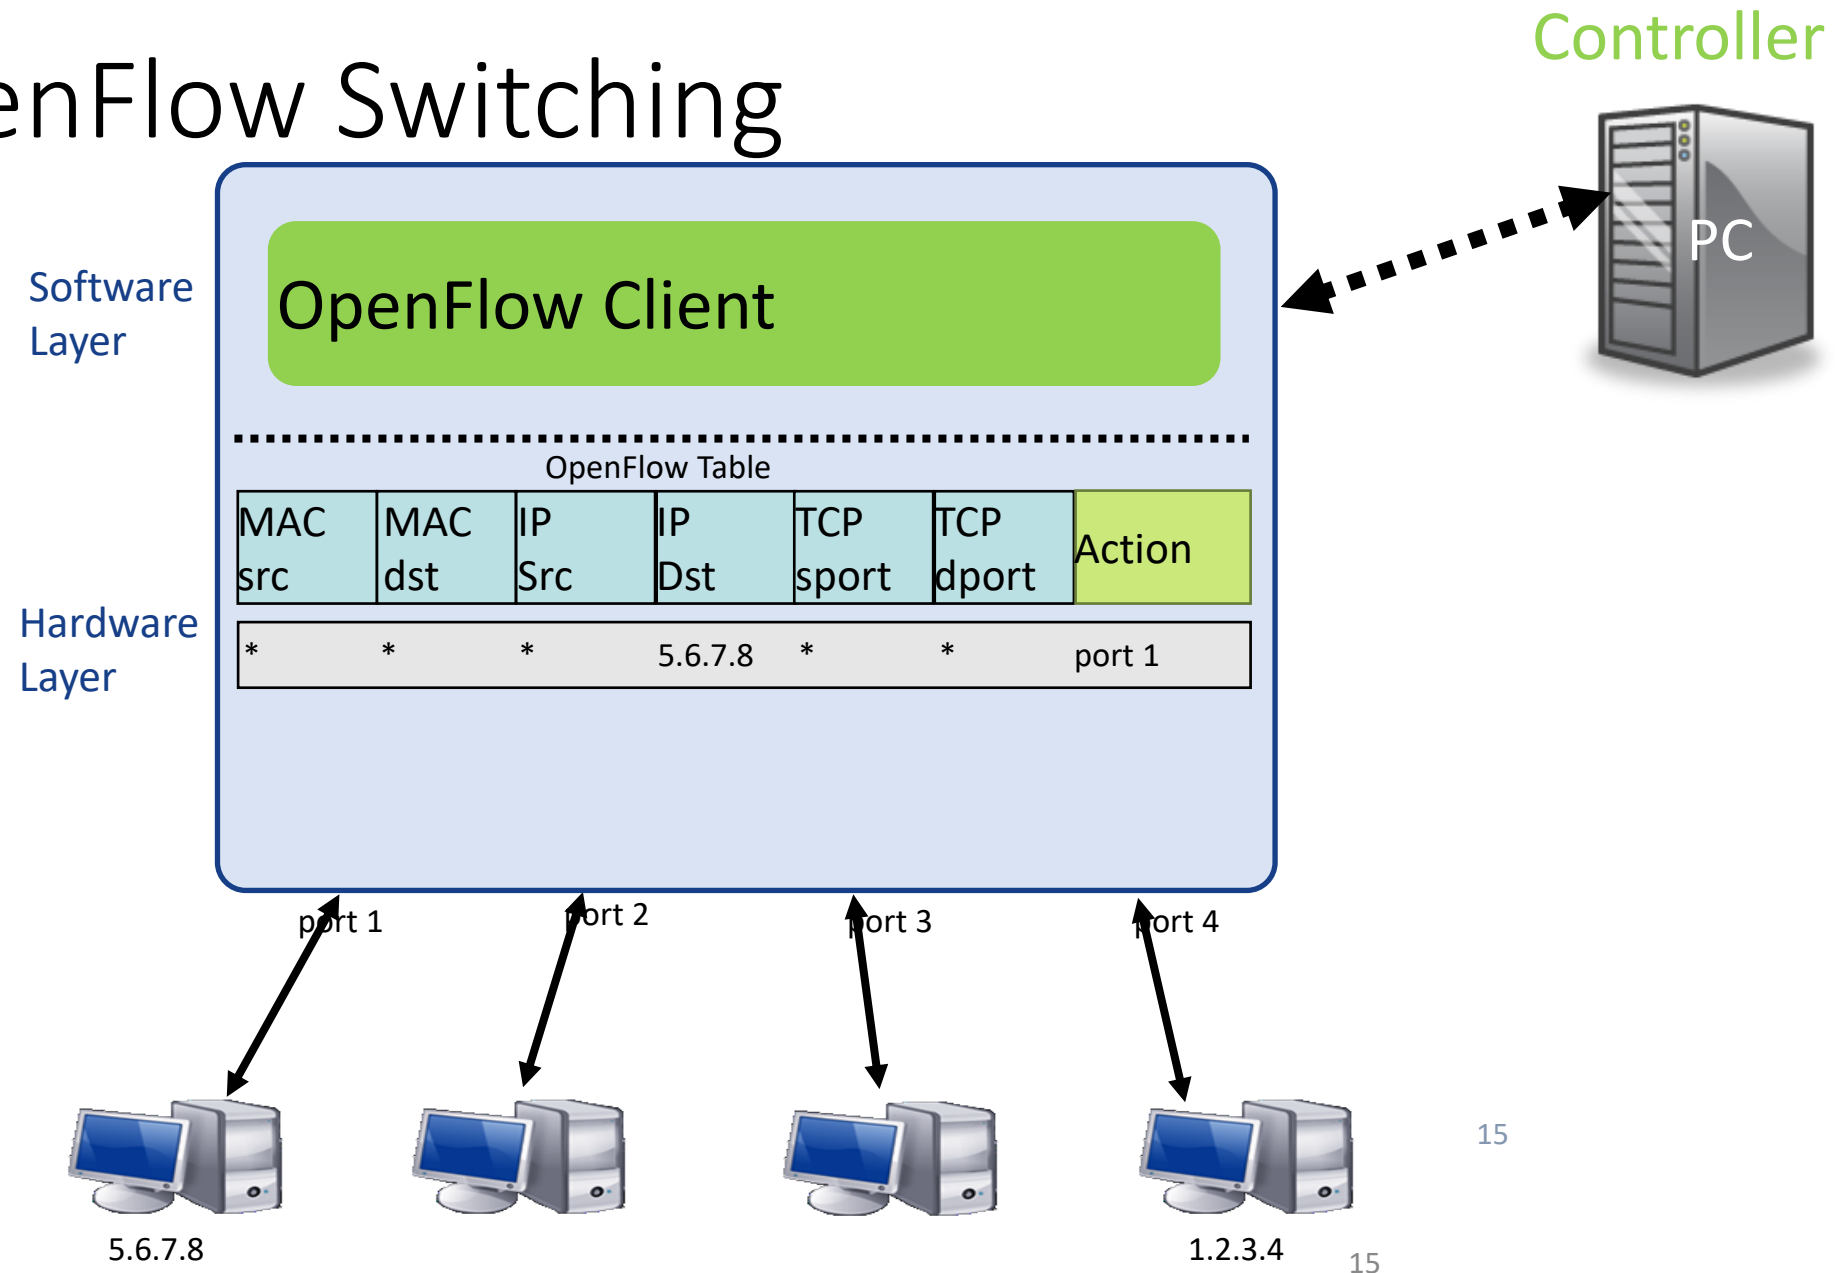 Controller
enFlow Switching
PC
Software
Layer
OpenFlow Client
OpenFlow Table
MAC src MAC dst IP Src IP Dst TCP sport TCP dport Action
Hardware
Layer
* * * 5.6.7.8 * * port 1
port 1 port 2 port 3 port 4
15
5.6.7.8 1.2.3.4
15